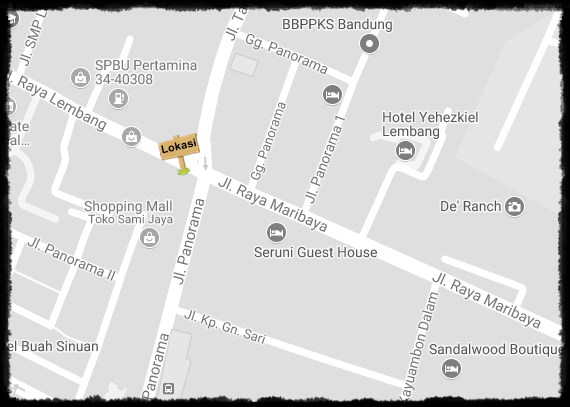 BBPPKS Bandung
Jl. SMP
Jl. Ta
Gg. Panorama
SPBU Pertamina
34-40308
Jl. Raya Lembang
Gg. Panorama
Jl. Panorama 1
Hotel Yehezkiel
Lembang
Lokasi
Jl. Raya Maribaya
Shopping Mall
Toko Sami Jaya
Jl. Panorama
De' Ranch
Seruni Guest House
Jl. Panorama II
Jl. Raya Maribaya
Jl. Kp. Gn. Sari
ayuambon Dalam
el Buah Sinuan
Panorama
Sandalwood Boutique